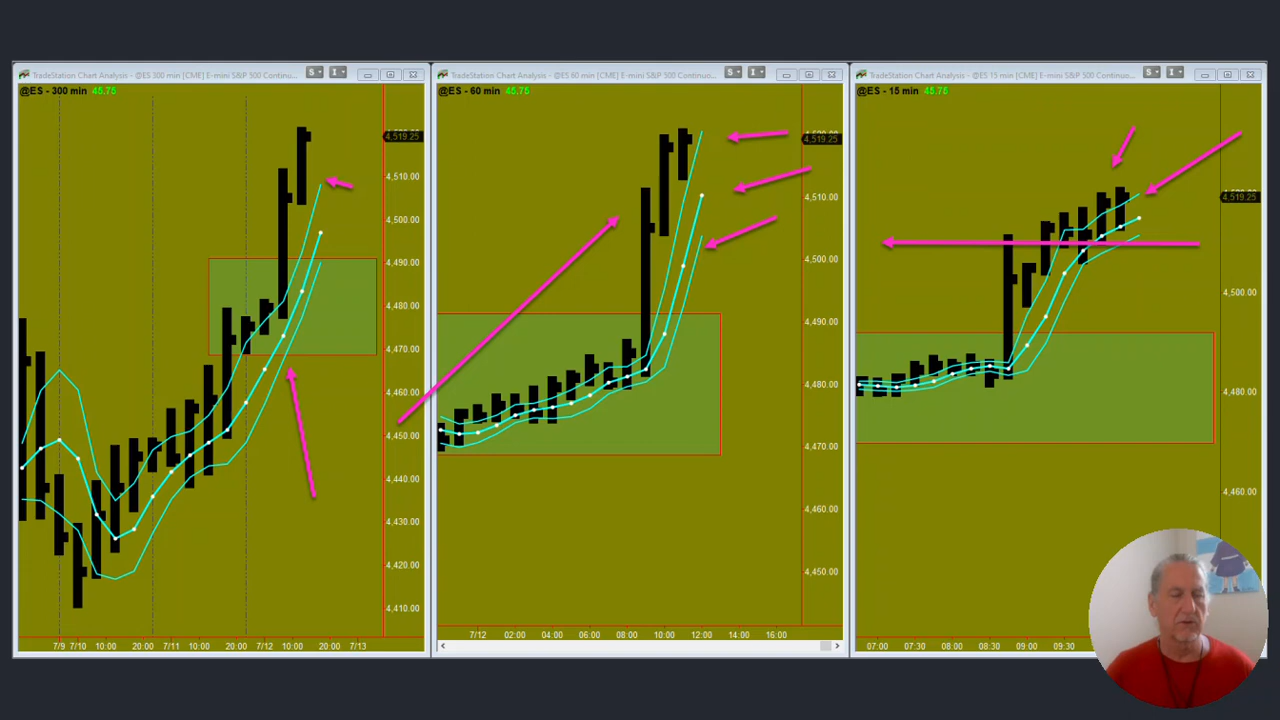 TradeStation Chart Analysis - @ES 300 min [CME] E-mini S&P 500 Continuo...
S
I
@ES - 300 min 45.75
4,519.25
4,510.00
4,500.00
4,490.00
4,480.00
4,470.00
4,460.00
4,450.00
4,440.00
4,430.00
4,420.00
4,410.00
7/9 7/10 10:00 20:00 7/11 10:00 20:00 7/12 10:00 20:00 7/13
TradeStation Chart Analysis - @ES 60 min [CME] E-mini S&P 500 Continuo...
S
I
@ES - 60 min 45.75
4,519.25
4,510.00
4,500.00
4,490.00
4,480.00
4,470.00
4,460.00
4,450.00
7/12 02:00 04:00 06:00 08:00 10:00 12:00 14:00 16:00
TradeStation Chart Analysis - @ES 15 min [CME] E-mini S&P 500 Continuo...
S
I
@ES - 15 min 45.75
4,519.25
4,500.00
4,480.00
4,460.00
07:00 07:30 08:00 08:30 09:00 09:30